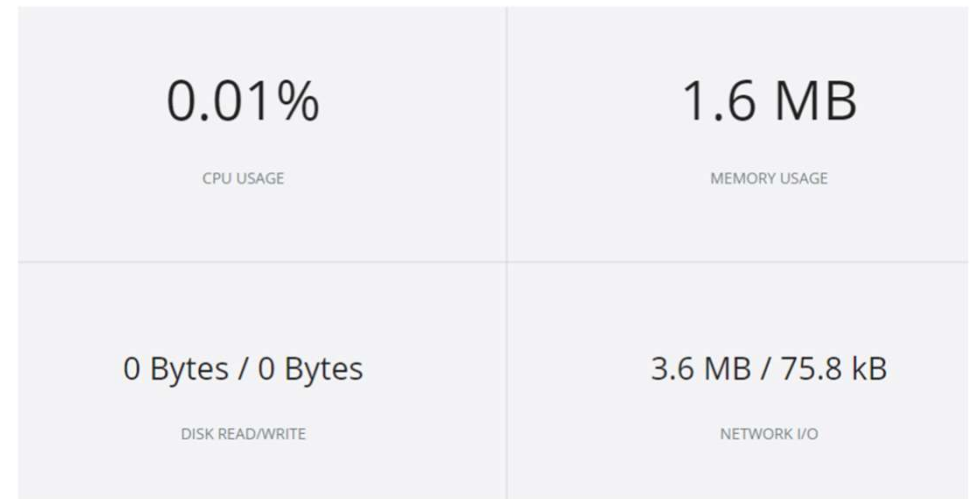 0.01%
CPU USAGE
1.6 MB
MEMORY USAGE
0 Bytes / 0 Bytes
DISK READ/WRITE
3.6 MB / 75.8 kB
NETWORK I/O